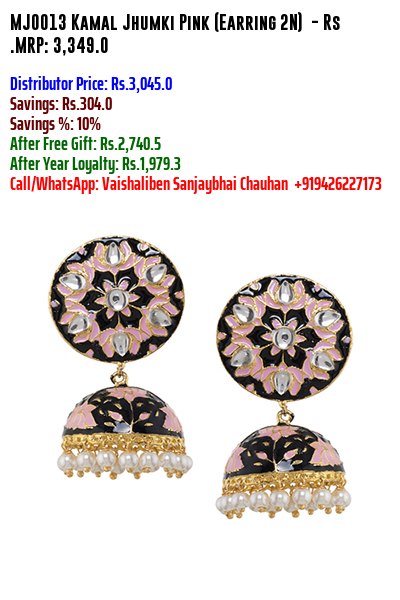 MJ0013 Kamal Jhumki Pink (Earring 2N) - Rs
.MRP: 3,349.0
Distributor Price: Rs.3,045.0
Savings: Rs.304.0
Savings %: 10%
After Free Gift: Rs.2,740.5
After Year Loyalty: Rs.1,979.3
Call/WhatsApp: Vaishaliben Sanjaybhai Chauhan +919426227173